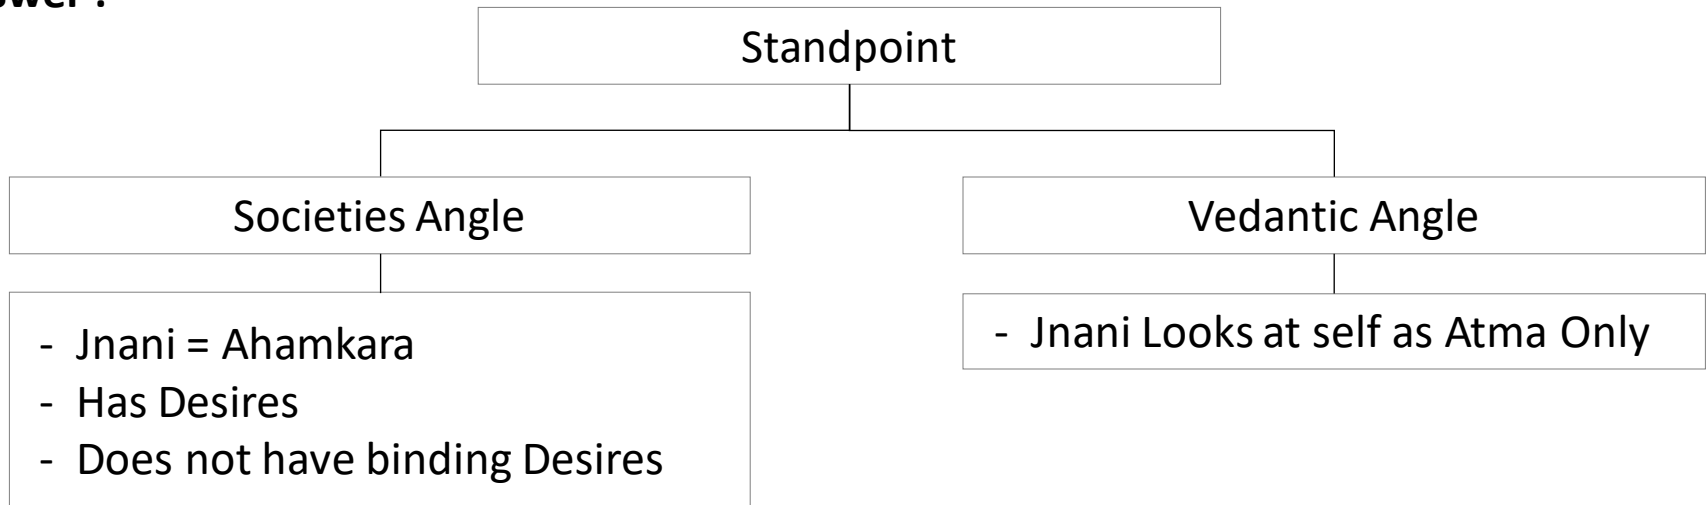 Standpoint
Societies Angle
Vedantic Angle
- Jnani = Ahamkara
- Has Desires
- Does not have binding Desires
- Jnani Looks at self as Atma Only